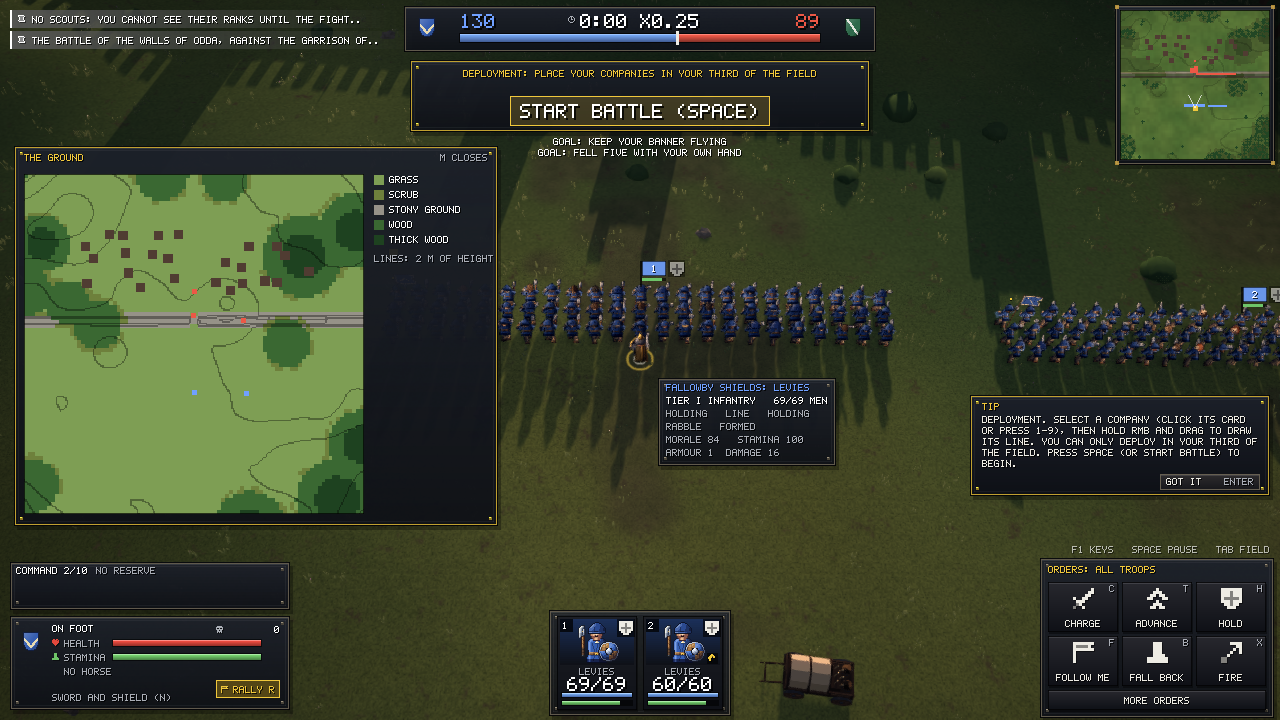 NO SCOUTS: YOU CANNOT SEE THEIR RANKS UNTIL THE FIGHT..
THE BATTLE OF THE WALLS OF ODDA, AGAINST THE GARRISON OF..
130 0:00 X0.25 89
DEPLOYMENT: PLACE YOUR COMPANIES IN YOUR THIRD OF THE FIELD
START BATTLE (SPACE)
GOAL: KEEP YOUR BANNER FLYING
GOAL: FELL FIVE WITH YOUR OWN HAND
THE GROUND M CLOSES
GRASS
SCRUB
STONY GROUND
WOOD
THICK WOOD
LINES: 2 M OF HEIGHT
1
2
FALLOWBY SHIELDS: LEVIES
TIER I INFANTRY 69/69 MEN
HOLDING LINE HOLDING
RABBLE FORMED
MORALE 84 STAMINA 100
ARMOUR 1 DAMAGE 16
TIP
DEPLOYMENT. SELECT A COMPANY (CLICK ITS CARD
OR PRESS 1-9), THEN HOLD RMB AND DRAG TO DRAW
ITS LINE. YOU CAN ONLY DEPLOY IN YOUR THIRD OF
THE FIELD. PRESS SPACE (OR START BATTLE) TO
BEGIN.
GOT IT ENTER
COMMAND 2/10 NO RESERVE
ON FOOT 0
HEALTH
STAMINA
NO HORSE
SWORD AND SHIELD (N)
RALLY R
1
LEVIES
69/69
2
LEVIES
60/60
F1 KEYS SPACE PAUSE TAB FIELD
ORDERS: ALL TROOPS
C
CHARGE
T
ADVANCE
H
HOLD
F
FOLLOW ME
B
FALL BACK
X
FIRE
MORE ORDERS